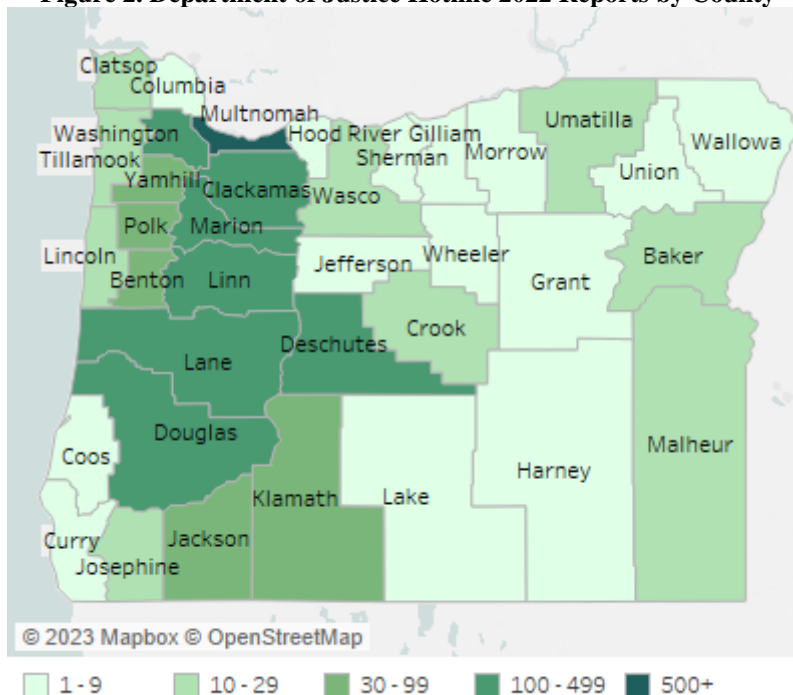 Figure 2. Department of Justice Hotline 2022 Reports by County
Clatsop
Columbia
Multnomah
Washington
Hood River
Gilliam
Umatilla
Wallowa
Tillamook
Sherman
Morrow
Union
Yamhill
Clackamas
Wasco
Polk
Marion
Lincoln
Jefferson
Wheeler
Baker
Benton
Linn
Grant
Crook
Deschutes
Lane
Douglas
Malheur
Coos
Harney
Klamath
Lake
Curry
Jackson
Josephine
© 2023 Mapbox © OpenStreetMap
1 - 9 10 - 29 30 - 99 100 - 499 500+